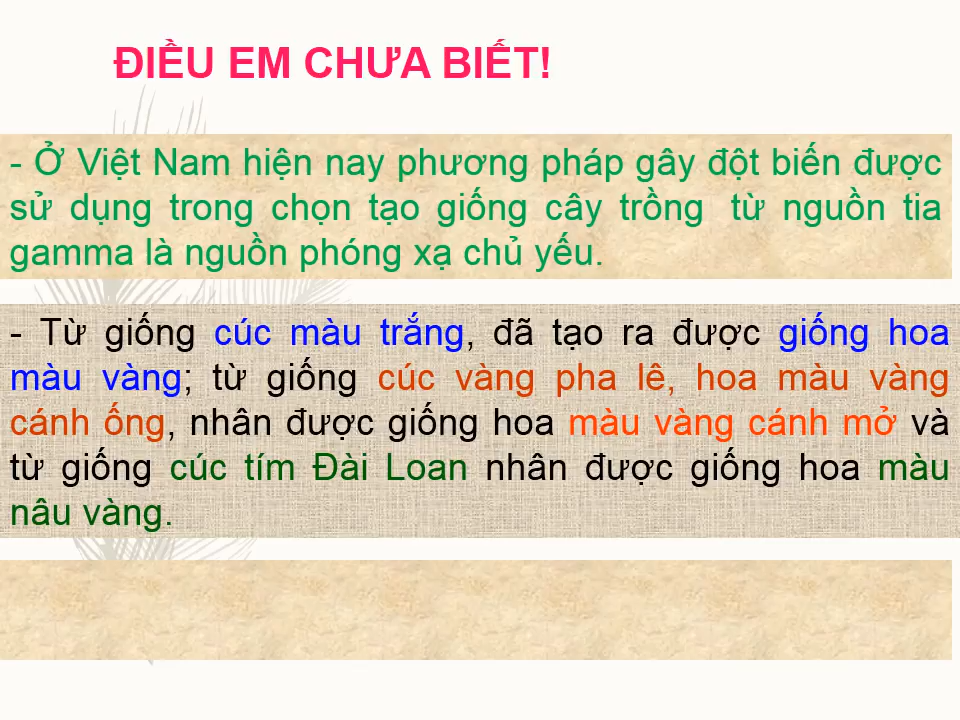 ĐIỀU EM CHƯA BIẾT!
- Ở Việt Nam hiện nay phương pháp gây đột biến được
sử dụng trong chọn tạo giống cây trồng từ nguồn tia
gamma là nguồn phóng xạ chủ yếu.
- Từ giống cúc màu trắng, đã tạo ra được giống hoa
màu vàng; từ giống cúc vàng pha lê, hoa màu vàng
cánh ống, nhân được giống hoa màu vàng cánh mở và
từ giống cúc tím Đài Loan nhân được giống hoa màu
nâu vàng.